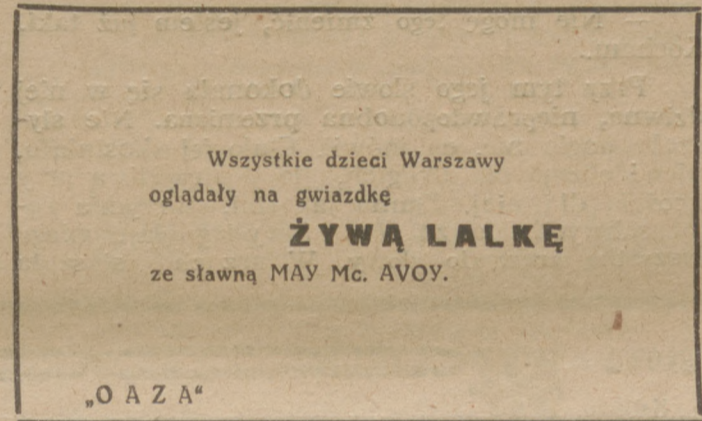 Wszystkie dzieci Warszawy
oglądały na gwiazdkę
ŻYWĄ LALKĘ
ze sławną MAY Mc. AVOY.
„O A Z A“